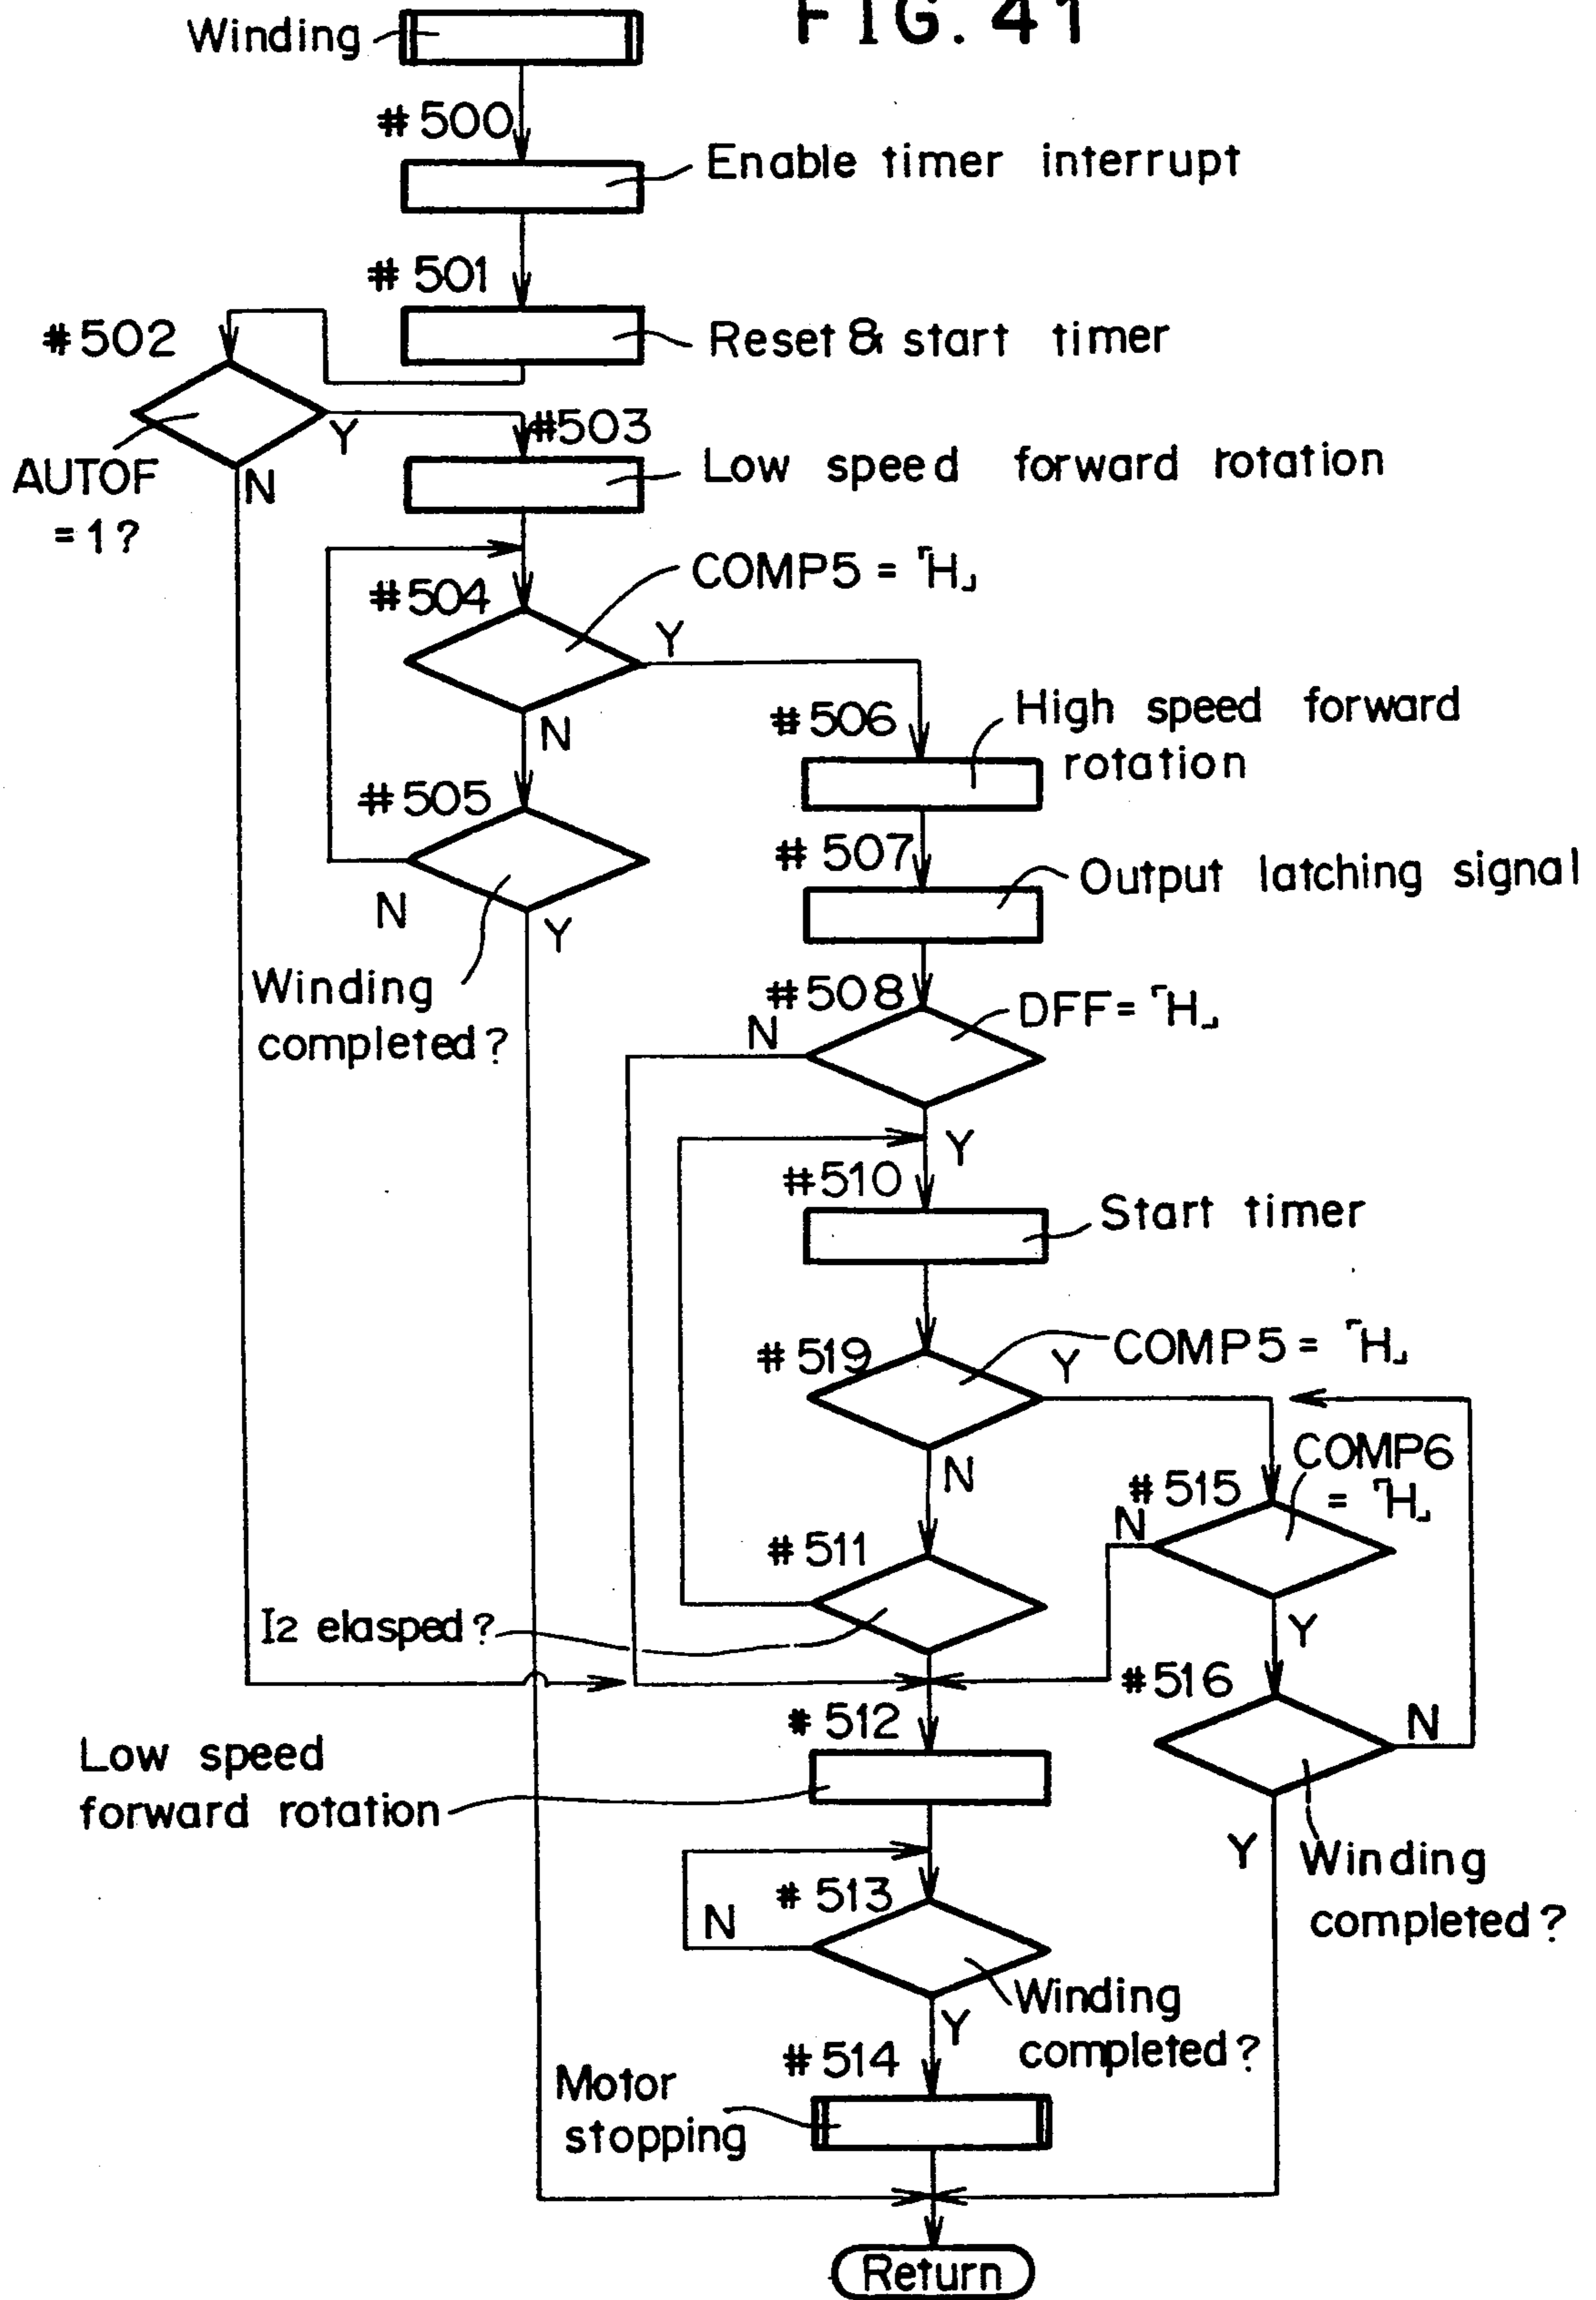 FIG. 41
Winding
#500
Enable timer interrupt
#501
Reset & start timer
#502
AUTOF
= 1?
Y
N
#503
Low speed forward rotation
#504
COMP5 = 「H」
Y
N
#505
N
Y
Winding
completed?
#506
High speed forward
rotation
#507
Output latching signal
#508
DFF = 「H」
N
Y
#510
Start timer
#519
COMP5 = 「H」
Y
N
#515
COMP6
= 「H」
N
Y
#511
I2 elasped?
#516
N
Y
Winding
completed?
#512
Low speed
forward rotation
#513
N
Winding
completed?
Y
#514
Motor
stopping
Return